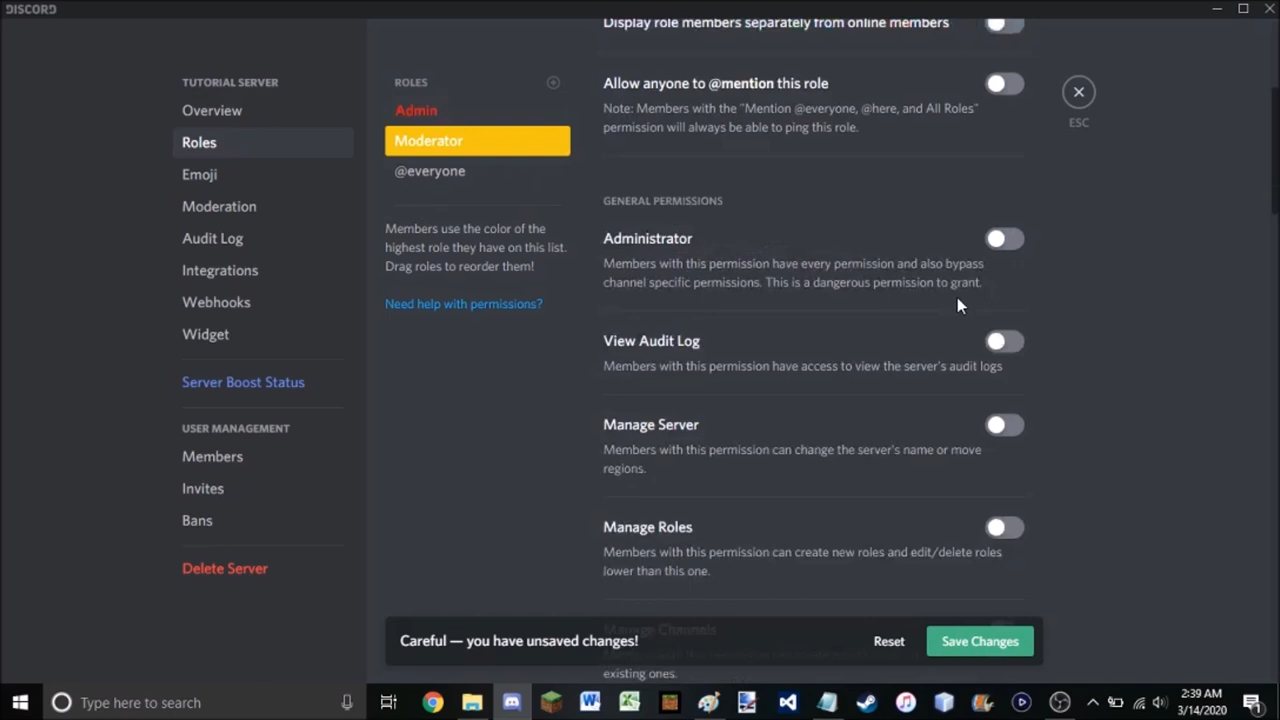 DISCORD
TUTORIAL SERVER
Overview
Roles
Emoji
Moderation
Audit Log
Integrations
Webhooks
Widget
Server Boost Status
USER MANAGEMENT
Members
Invites
Bans
Delete Server
ROLES
Admin
Moderator
@everyone
Members use the color of the
highest role they have on this list.
Drag roles to reorder them!
Need help with permissions?
Display role members separately from online members
Allow anyone to @mention this role
Note: Members with the "Mention @everyone, @here, and All Roles"
permission will always be able to ping this role.
ESC
GENERAL PERMISSIONS
Administrator
Members with this permission have every permission and also bypass
channel specific permissions. This is a dangerous permission to grant.
View Audit Log
Members with this permission have access to view the server's audit logs
Manage Server
Members with this permission can change the server's name or move
regions.
Manage Roles
Members with this permission can create new roles and edit/delete roles
lower than this one.
Manage Channels
existing ones.
Careful — you have unsaved changes!
Reset
Save Changes
Type here to search
2:39 AM
3/14/2020
1